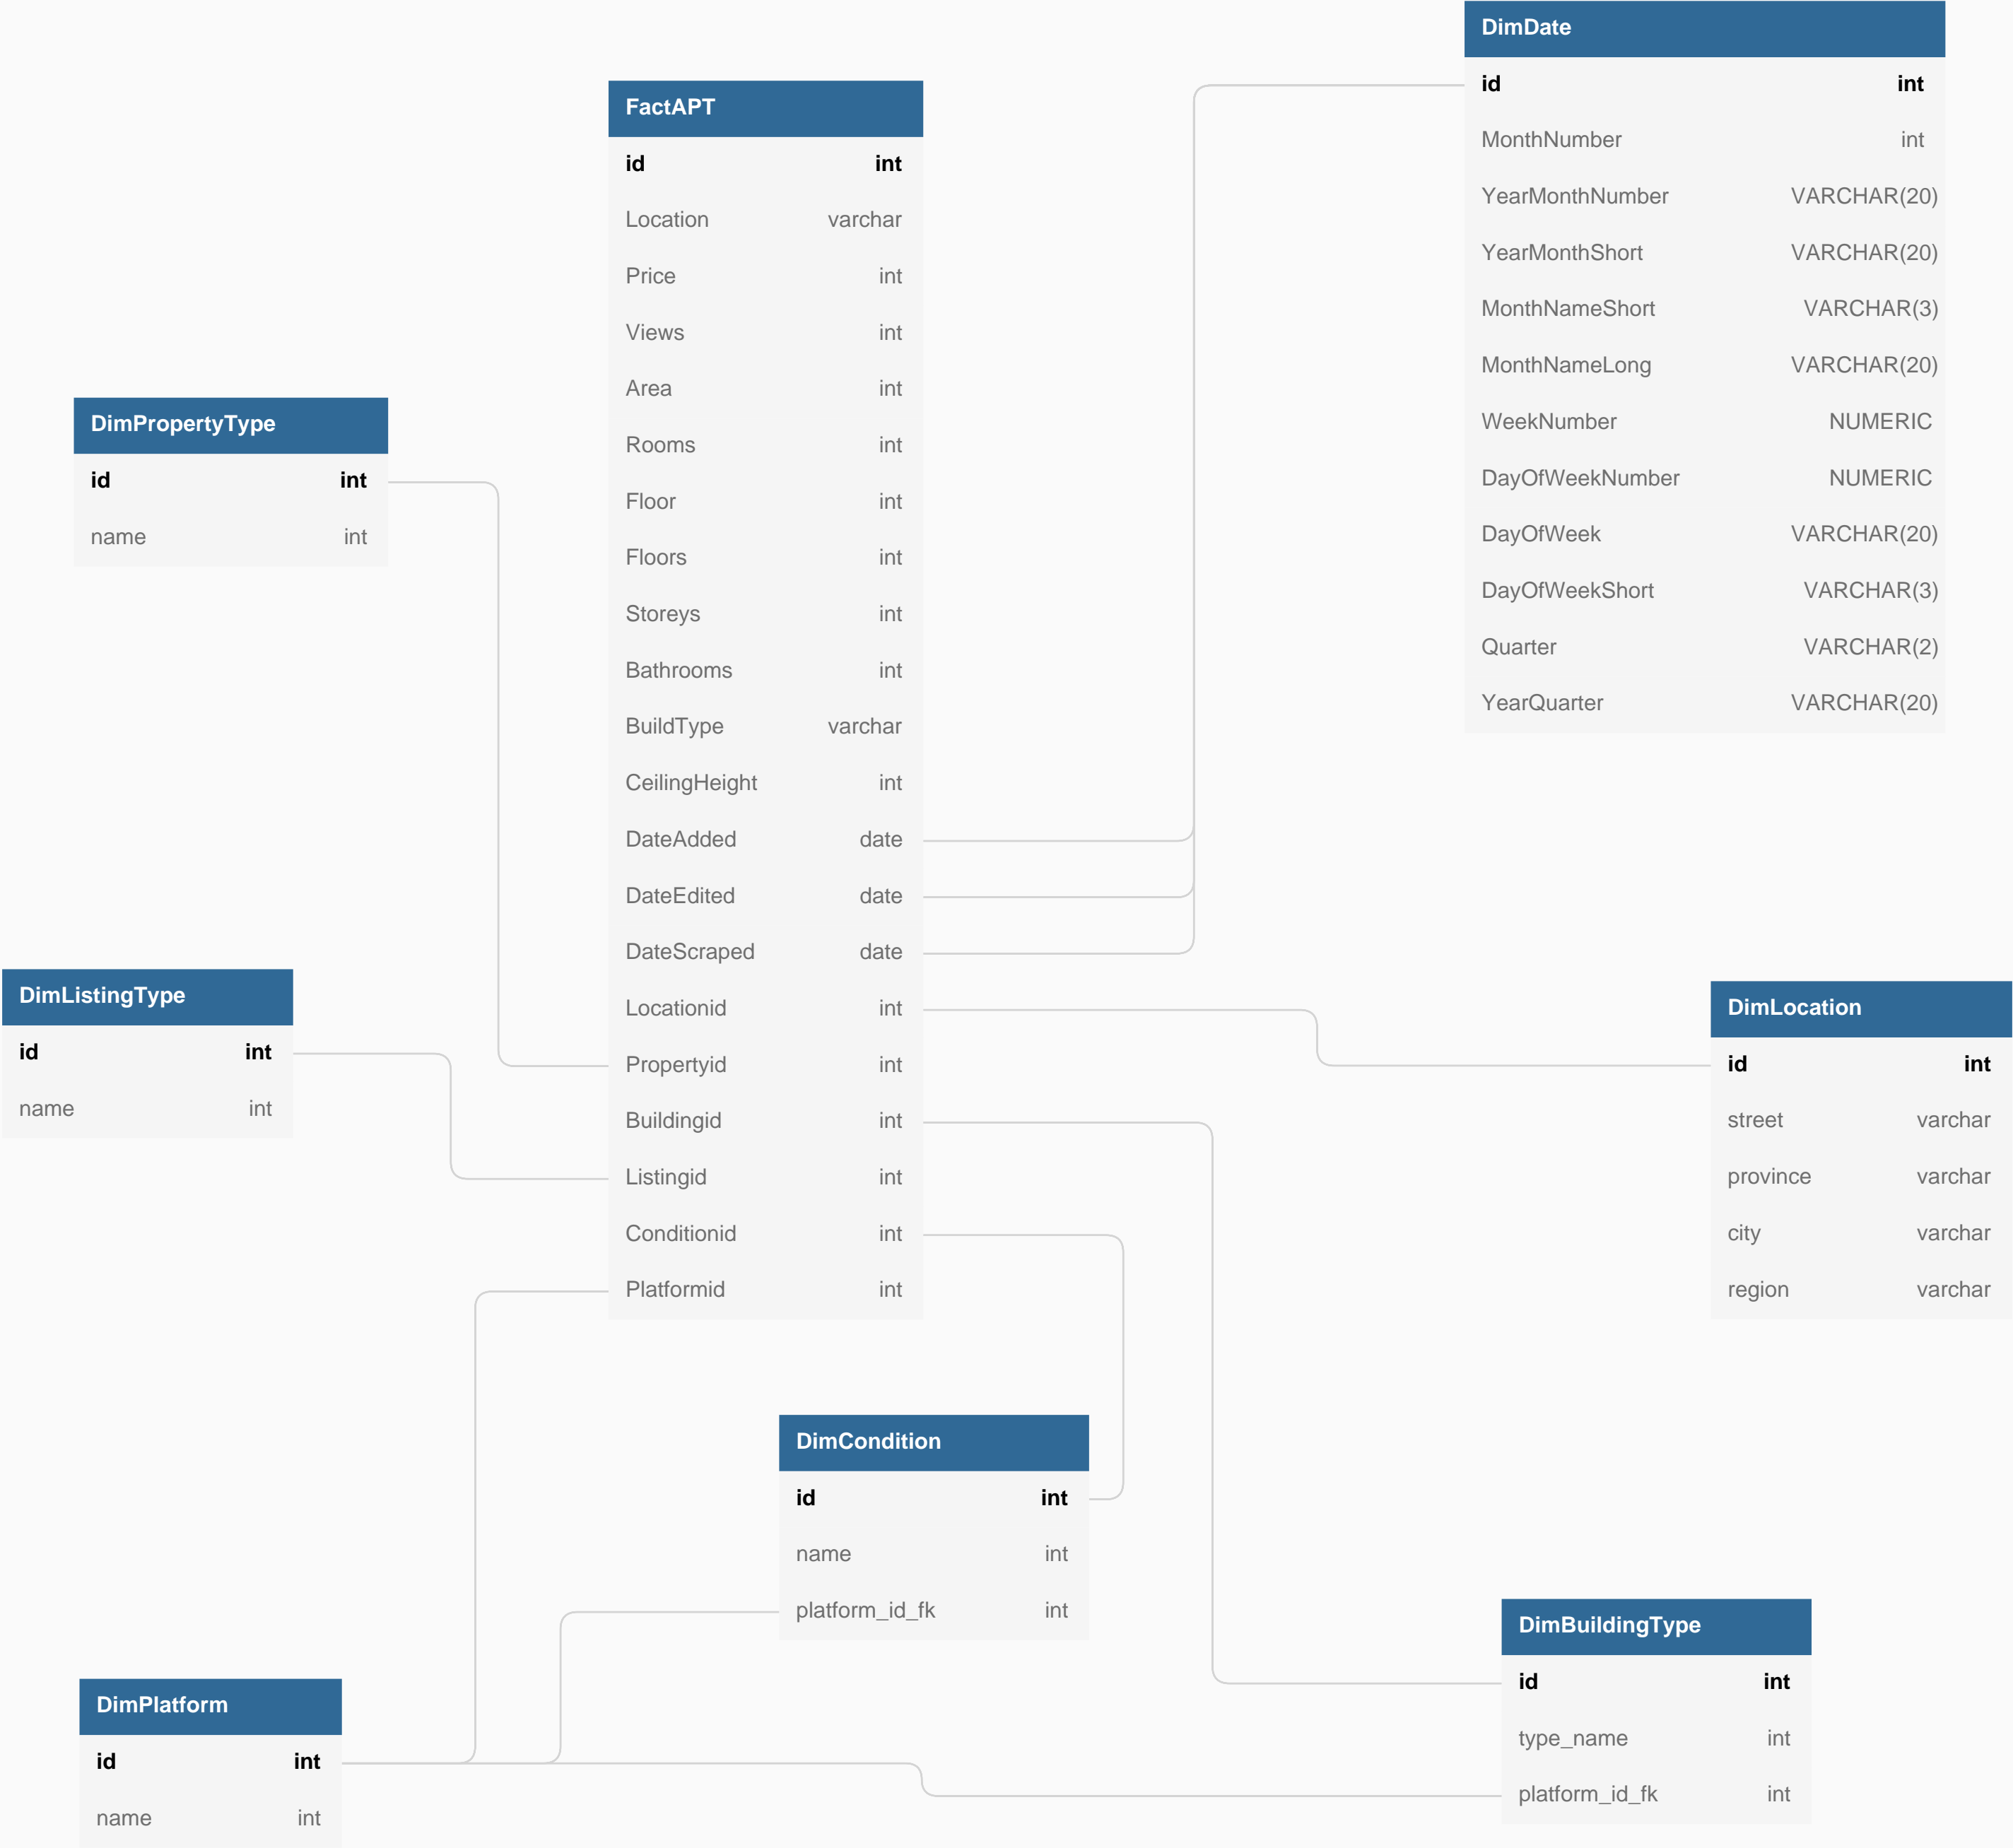 DimDate
id int
MonthNumber int
YearMonthNumber VARCHAR(20)
YearMonthShort VARCHAR(20)
MonthNameShort VARCHAR(3)
MonthNameLong VARCHAR(20)
WeekNumber NUMERIC
DayOfWeekNumber NUMERIC
DayOfWeek VARCHAR(20)
DayOfWeekShort VARCHAR(3)
Quarter VARCHAR(2)
YearQuarter VARCHAR(20)
FactAPT
id int
Location varchar
Price int
Views int
Area int
Rooms int
Floor int
Floors int
Storeys int
Bathrooms int
BuildType varchar
CeilingHeight int
DateAdded date
DateEdited date
DateScraped date
Locationid int
Propertyid int
Buildingid int
Listingid int
Conditionid int
Platformid int
DimPropertyType
id int
name int
DimListingType
id int
name int
DimLocation
id int
street varchar
province varchar
city varchar
region varchar
DimCondition
id int
name int
platform_id_fk int
DimBuildingType
id int
type_name int
platform_id_fk int
DimPlatform
id int
name int